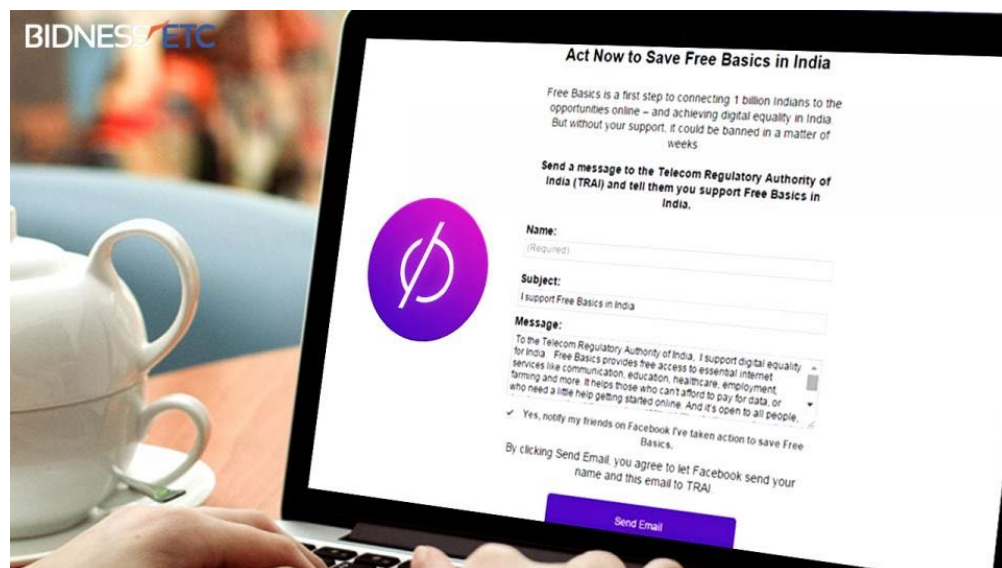 BIDNESS ETC
Act Now to Save Free Basics in India
Free Basics is a first step to connecting 1 billion Indians to the
opportunities online – and achieving digital equality in India
But without your support, it could be banned in a matter of
weeks
Send a message to the Telecom Regulatory Authority of
India (TRAI) and tell them you support Free Basics in
India.
Name:
(Required)
Subject:
I support Free Basics in India
Message:
To the Telecom Regulatory Authority of India, I support digital equality
for India Free Basics provides free access to essential internet
services like communication, education, healthcare, employment,
farming and more. It helps those who can't afford to pay for data, or
who need a little help getting started online. And it's open to all people,
Yes, notify my friends on Facebook I've taken action to save Free
Basics.
By clicking Send Email, you agree to let Facebook send your
name and this email to TRAI
Send Email